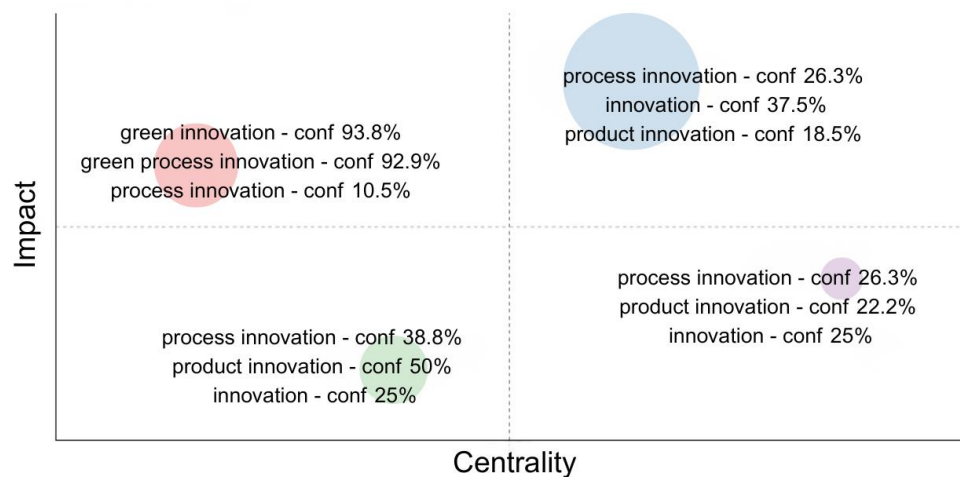 process innovation - conf 26.3%
innovation - conf 37.5%
product innovation - conf 18.5%
green innovation - conf 93.8%
green process innovation - conf 92.9%
process innovation - conf 10.5%
Impact
process innovation - conf 26.3%
product innovation - conf 22.2%
innovation - conf 25%
process innovation - conf 38.8%
product innovation - conf 50%
innovation - conf 25%
Centrality